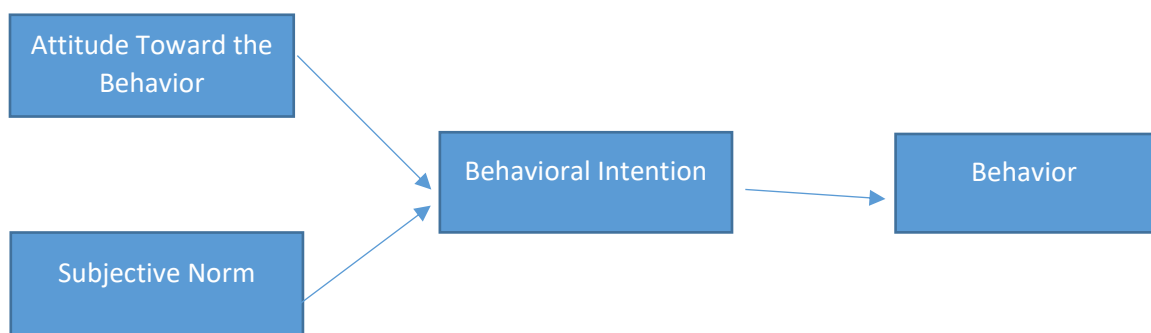 Attitude Toward the
Behavior
Behavioral Intention
Behavior
Subjective Norm